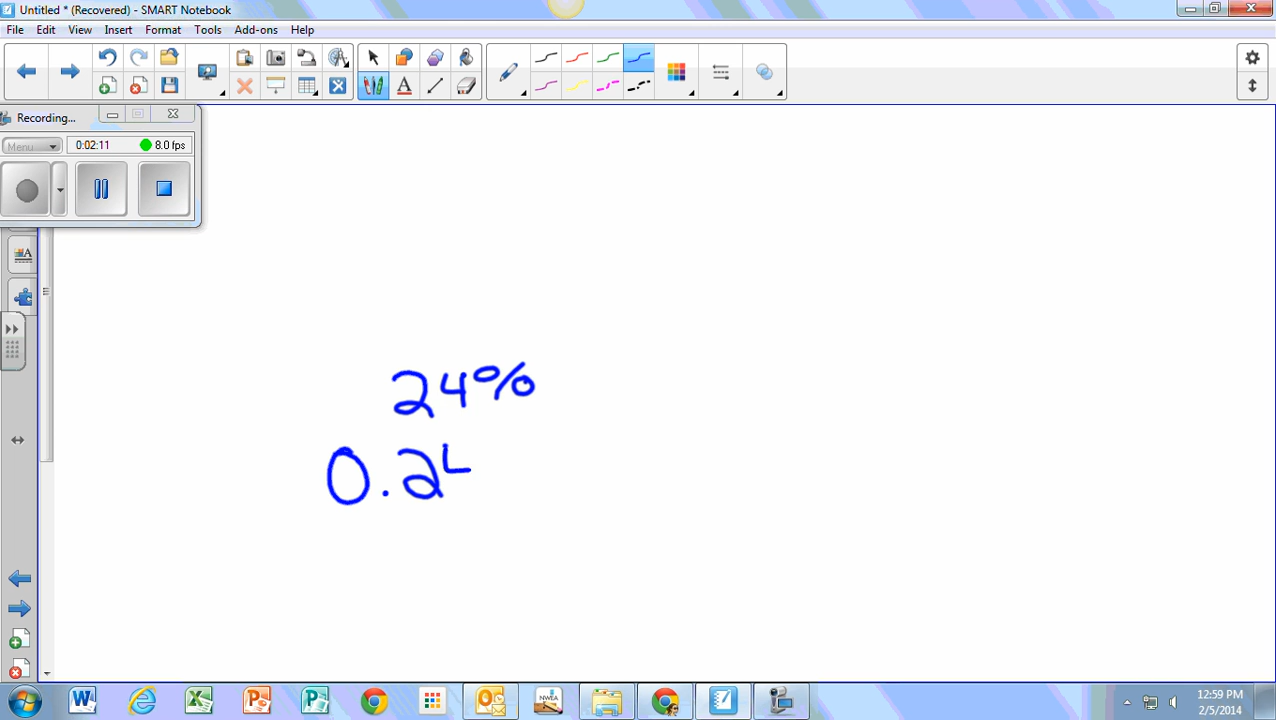 Untitled * (Recovered) - SMART Notebook
File Edit View Insert Format Tools Add-ons Help
Recording...
Menu 0:02:11 8.0 fps
24%
0.2
12:59 PM
2/5/2014